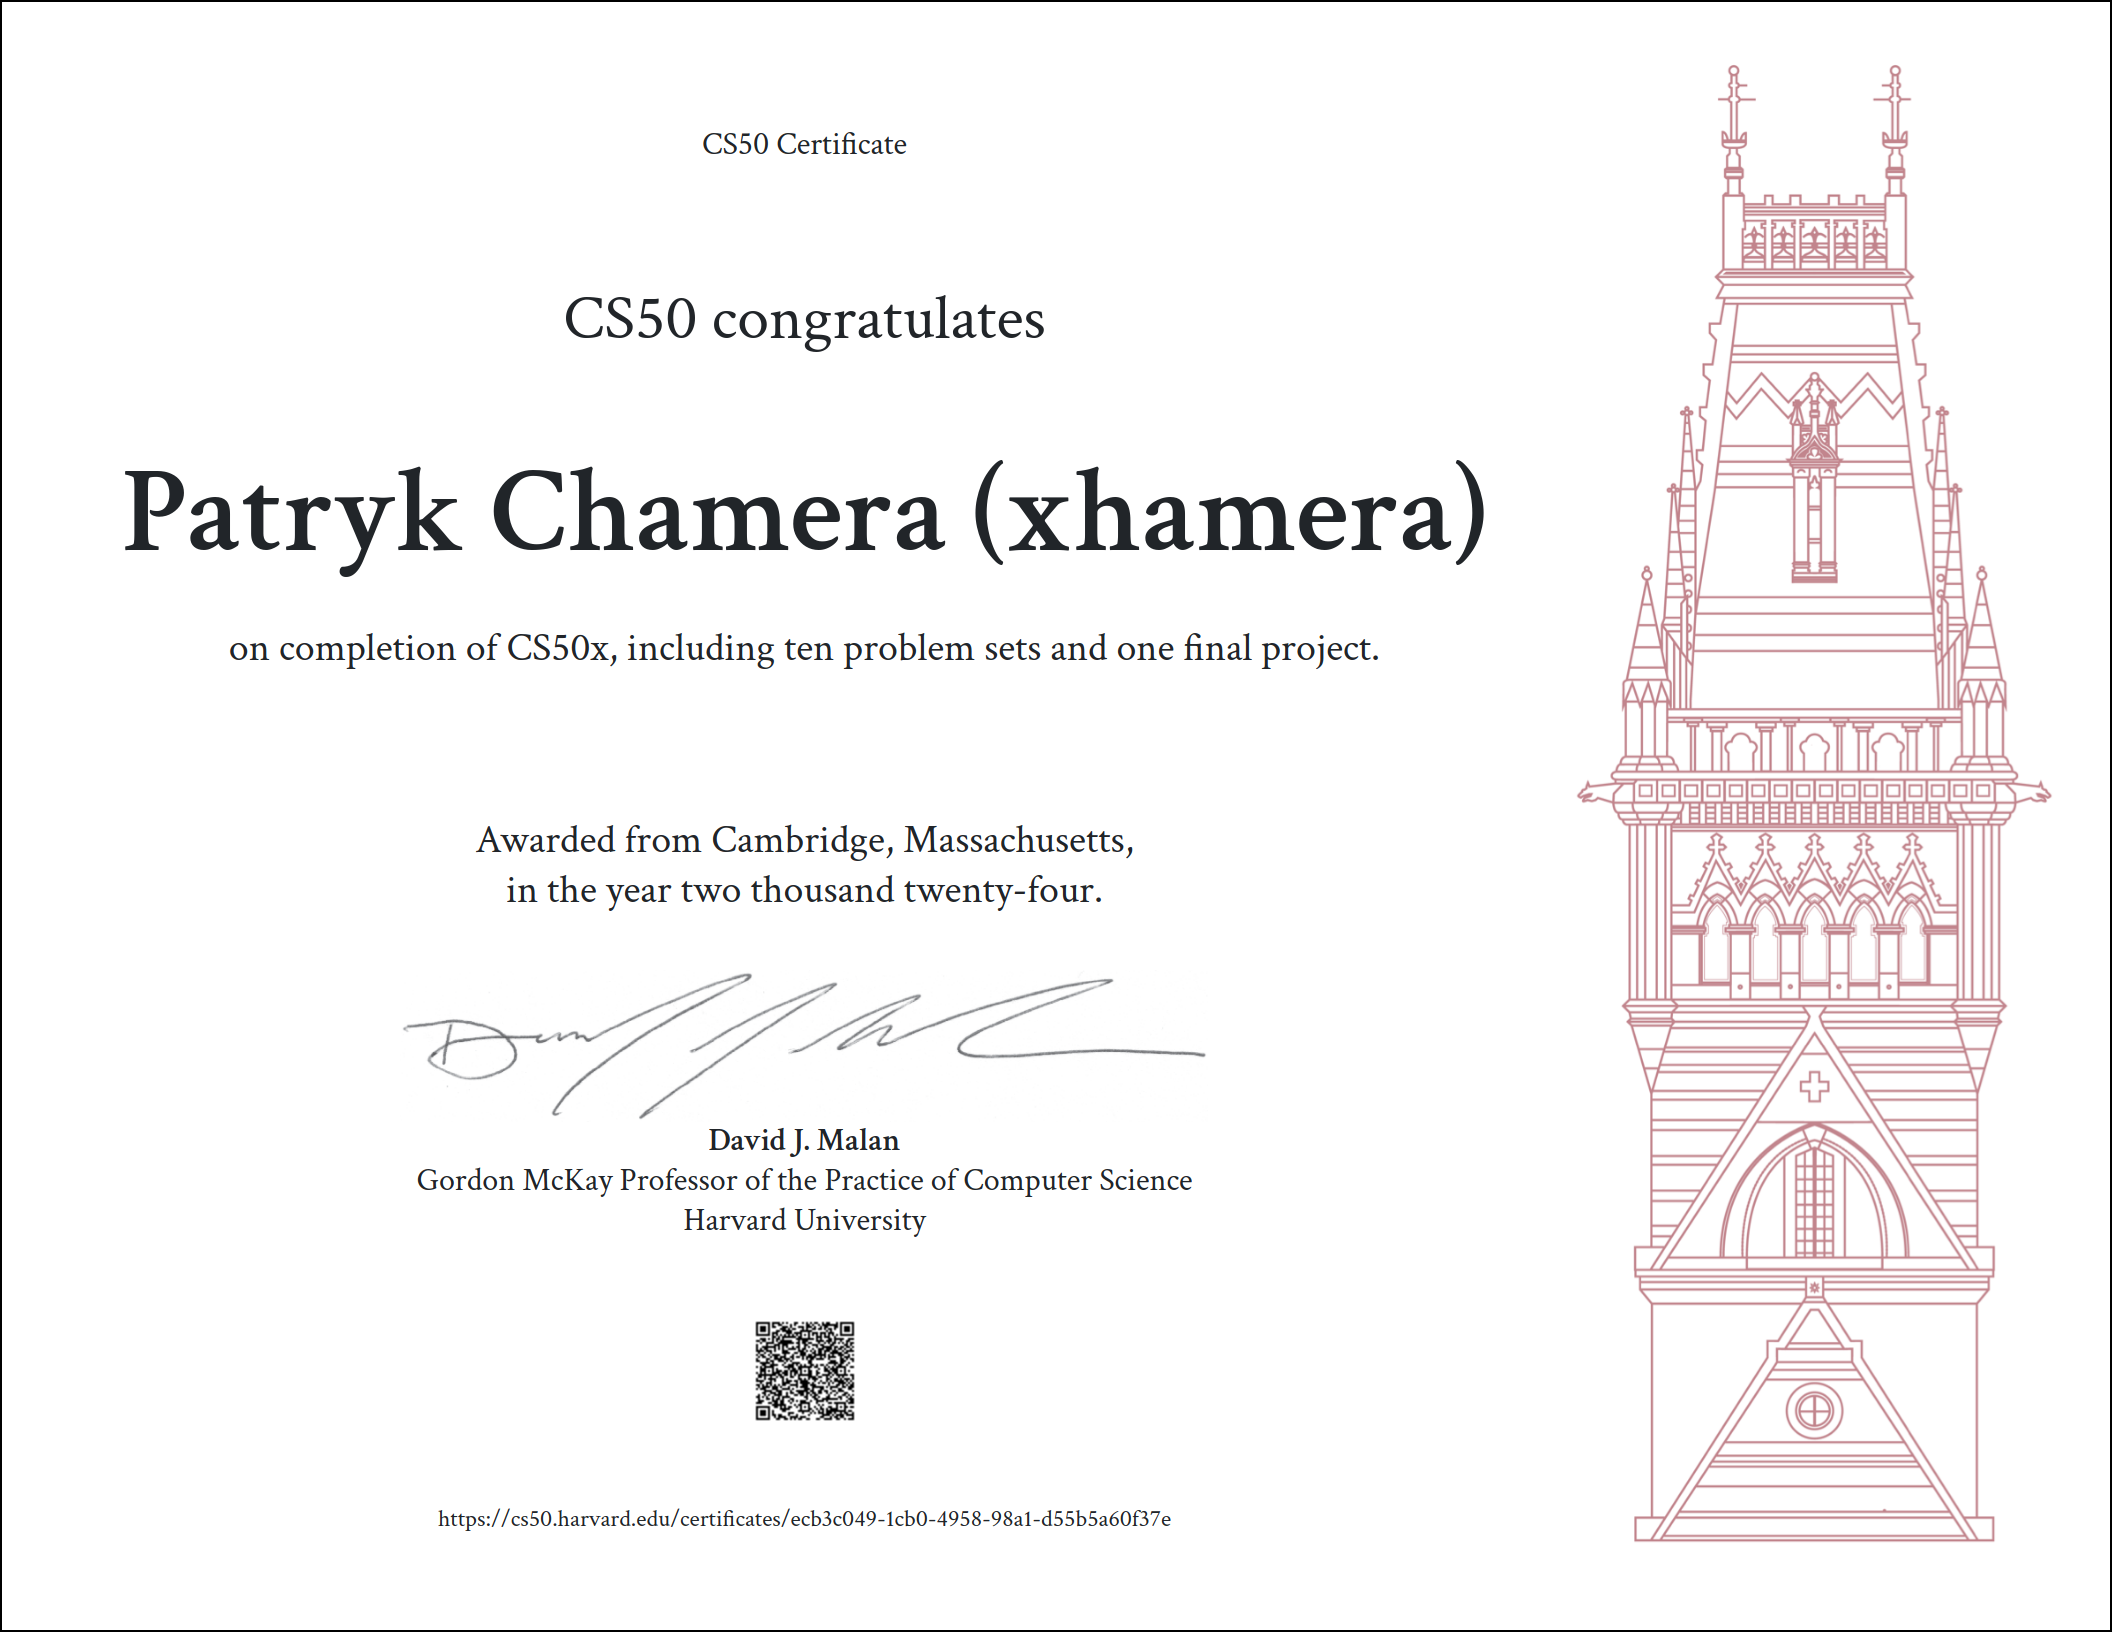 CS50 Certificate
CS50 congratulates
Patryk Chamera (xhamera)
on completion of CS50x, including ten problem sets and one final project.
Awarded from Cambridge, Massachusetts,
in the year two thousand twenty-four.
David J. Malan
Gordon McKay Professor of the Practice of Computer Science
Harvard University
https://cs50.harvard.edu/certificates/ecb3c049-1cb0-4958-98a1-d55b5a60f37e